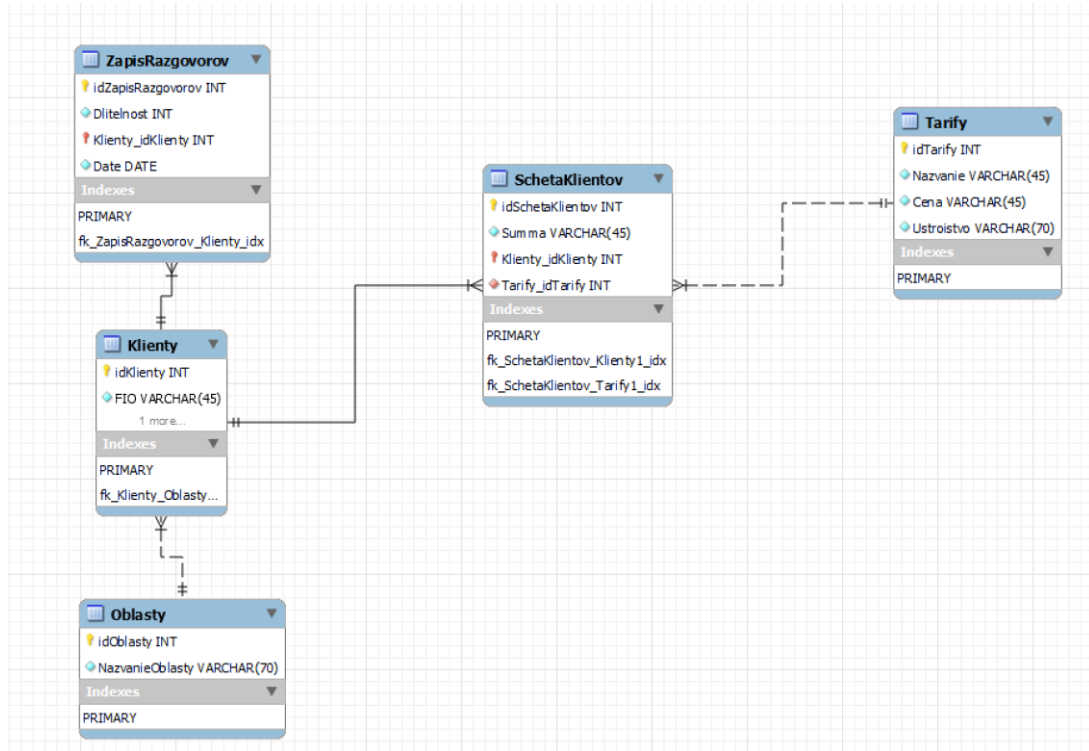 ZapisRazgovorov
idZapisRazgovorov INT
Dlitelnost INT
Klienty_idKlienty INT
Date DATE
Indexes
PRIMARY
fk_ZapisRazgovorov_Klienty_idx
Klienty
idKlienty INT
FIO VARCHAR(45)
1 more...
Indexes
PRIMARY
fk_Klienty_Oblasty...
Oblasty
idOblasty INT
NazvanieOblasty VARCHAR(70)
Indexes
PRIMARY
SchetaKlientov
idSchetaKlientov INT
Summa VARCHAR(45)
Klienty_idKlienty INT
Tarify_idTarify INT
Indexes
PRIMARY
fk_SchetaKlientov_Klienty1_idx
fk_SchetaKlientov_Tarify1_idx
Tarify
idTarify INT
Nazvanie VARCHAR(45)
Cena VARCHAR(45)
Ustroistvo VARCHAR(70)
Indexes
PRIMARY